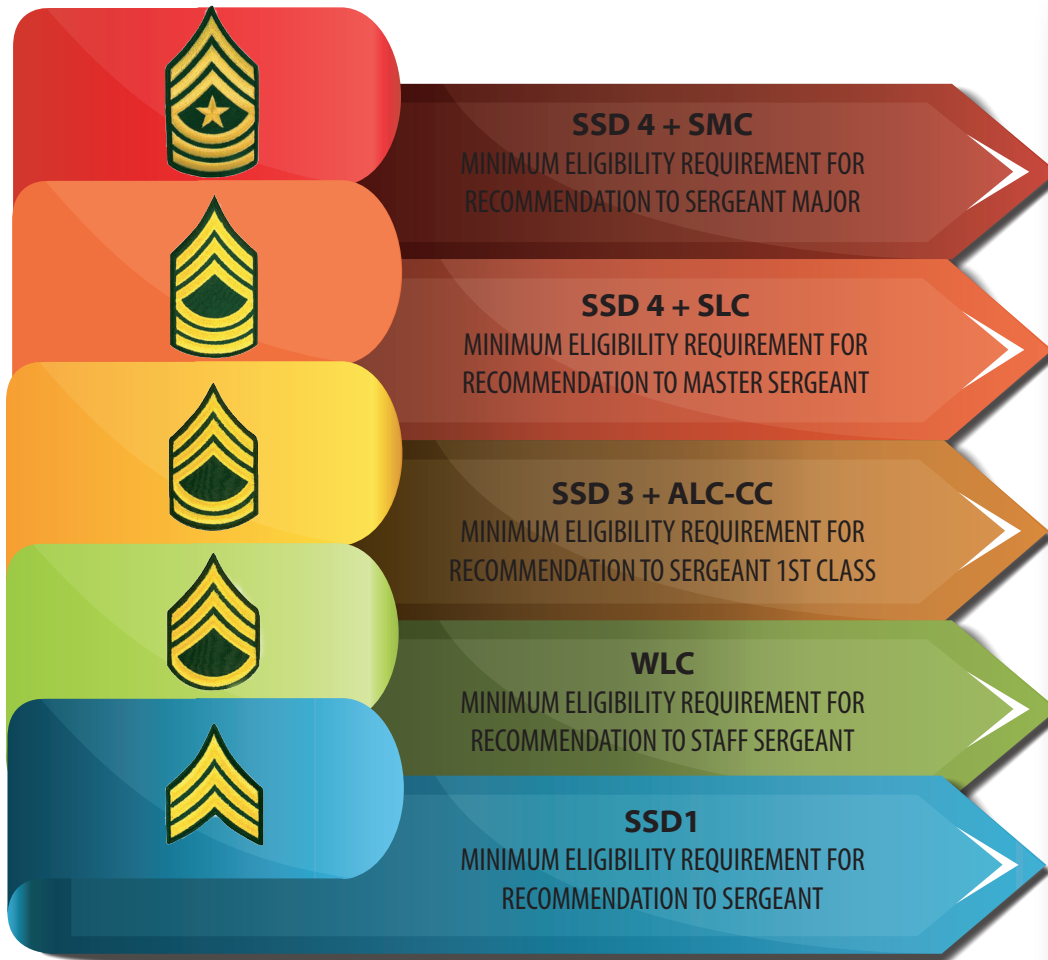 SSD 4 + SMC
MINIMUM ELIGIBILITY REQUIREMENT FOR
RECOMMENDATION TO SERGEANT MAJOR
SSD 4 + SLC
MINIMUM ELIGIBILITY REQUIREMENT FOR
RECOMMENDATION TO MASTER SERGEANT
SSD 3 + ALC-CC
MINIMUM ELIGIBILITY REQUIREMENT FOR
RECOMMENDATION TO SERGEANT 1ST CLASS
WLC
MINIMUM ELIGIBILITY REQUIREMENT FOR
RECOMMENDATION TO STAFF SERGEANT
SSD1
MINIMUM ELIGIBILITY REQUIREMENT FOR
RECOMMENDATION TO SERGEANT